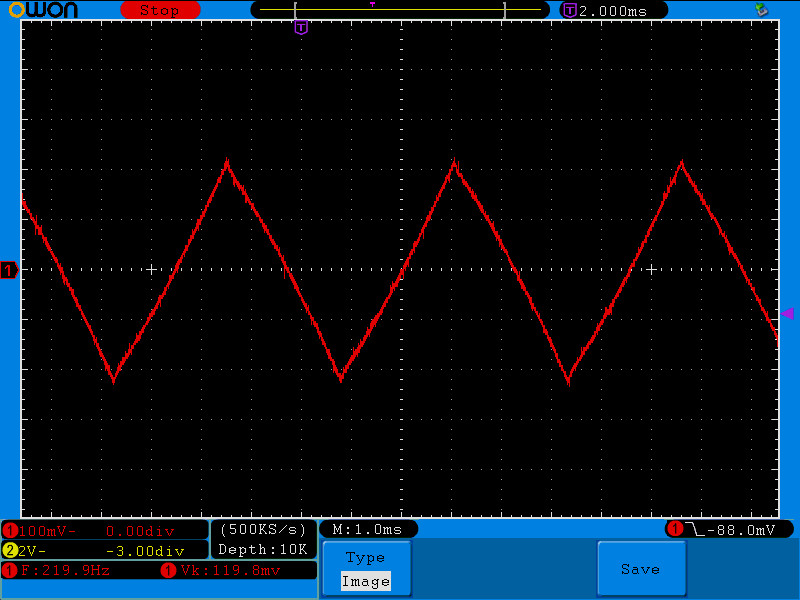 owon Stop T 2.000ms
T
1
1 100mV- 0.00div (500KS/s) M:1.0ms 1 -88.0mV
2 2V- -3.00div Depth:10K
1 F:219.9Hz 1 Vk:119.8mv
Type
Image
Save